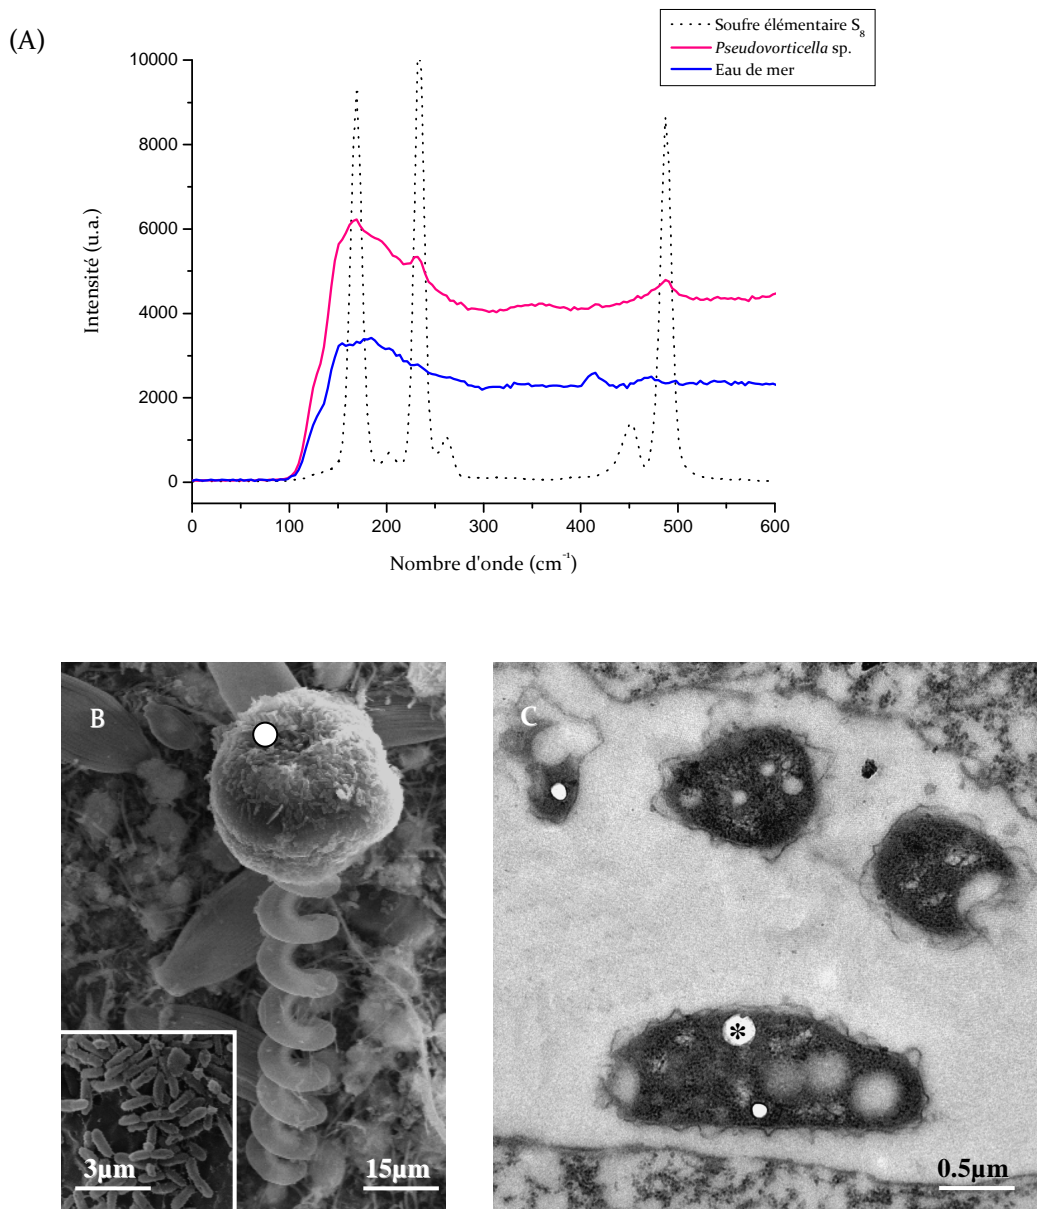 (A)
Soufre élémentaire S₈
Pseudovorticella sp.
Eau de mer
10000
8000
6000
4000
2000
0
Intensité (u.a.)
0 100 200 300 400 500 600
Nombre d'onde (cm⁻¹)
B
3µm
15µm
C
*
0.5µm